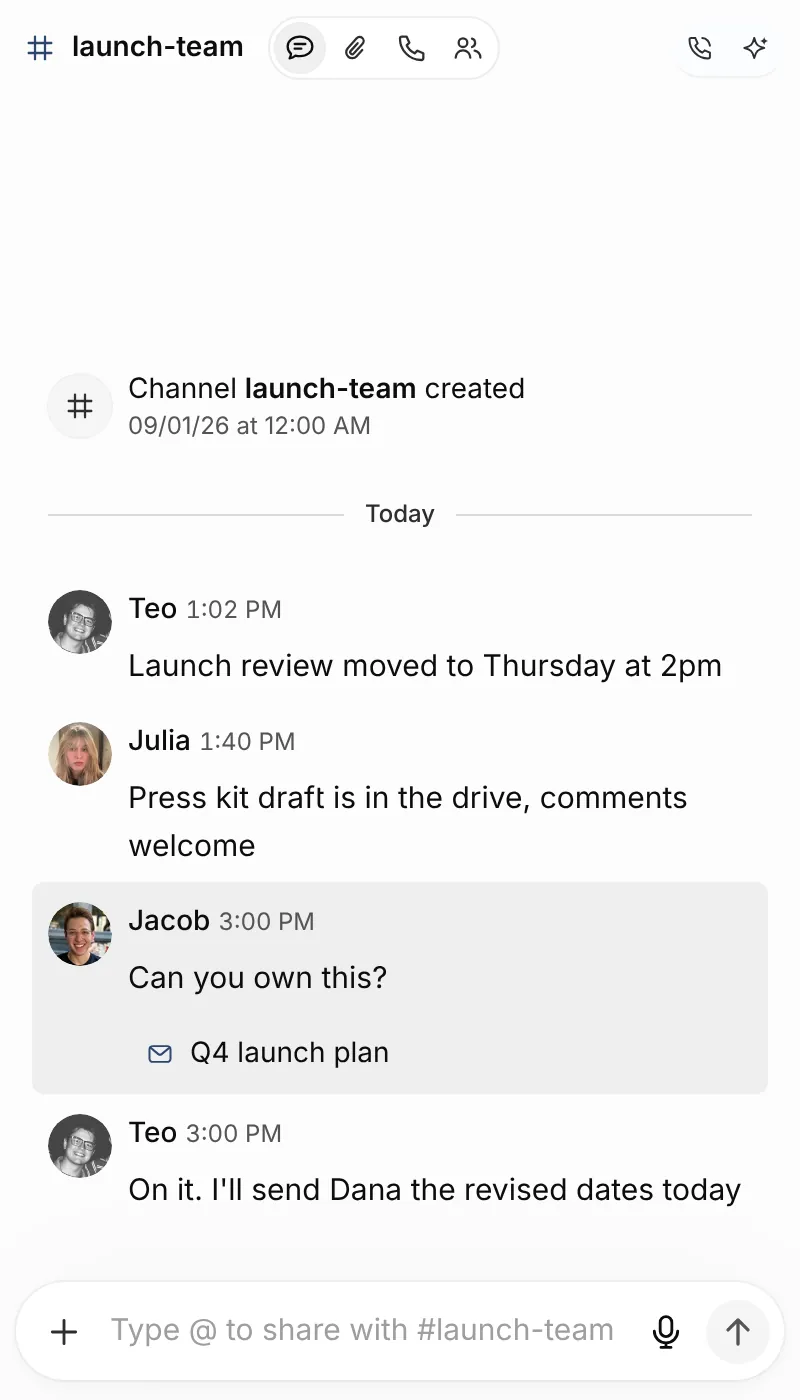 launch-team
Channel launch-team created
09/01/26 at 12:00 AM
Today
Teo 1:02 PM
Launch review moved to Thursday at 2pm
Julia 1:40 PM
Press kit draft is in the drive, comments
welcome
Jacob 3:00 PM
Can you own this?
Q4 launch plan
Teo 3:00 PM
On it. I'll send Dana the revised dates today
Type @ to share with #launch-team